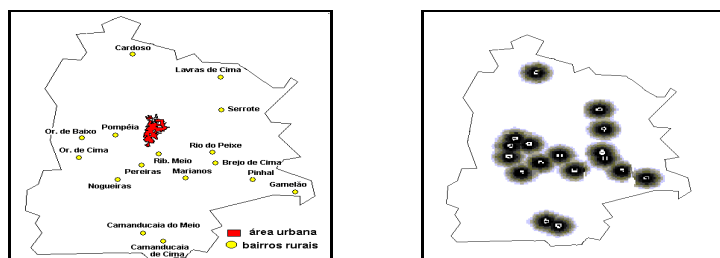 Cardoso
Lavras de Cima
Serrote
Pompéia
Or. de Baixo
Rio do Peixe
Or. de Cima
Rib. Meio
Brejo de Cima
Pereiras
Marianos
Pinhal
Nogueiras
Gamelão
Camanducaia do Meio
área urbana
Camanducaia
de Cima
bairros rurais